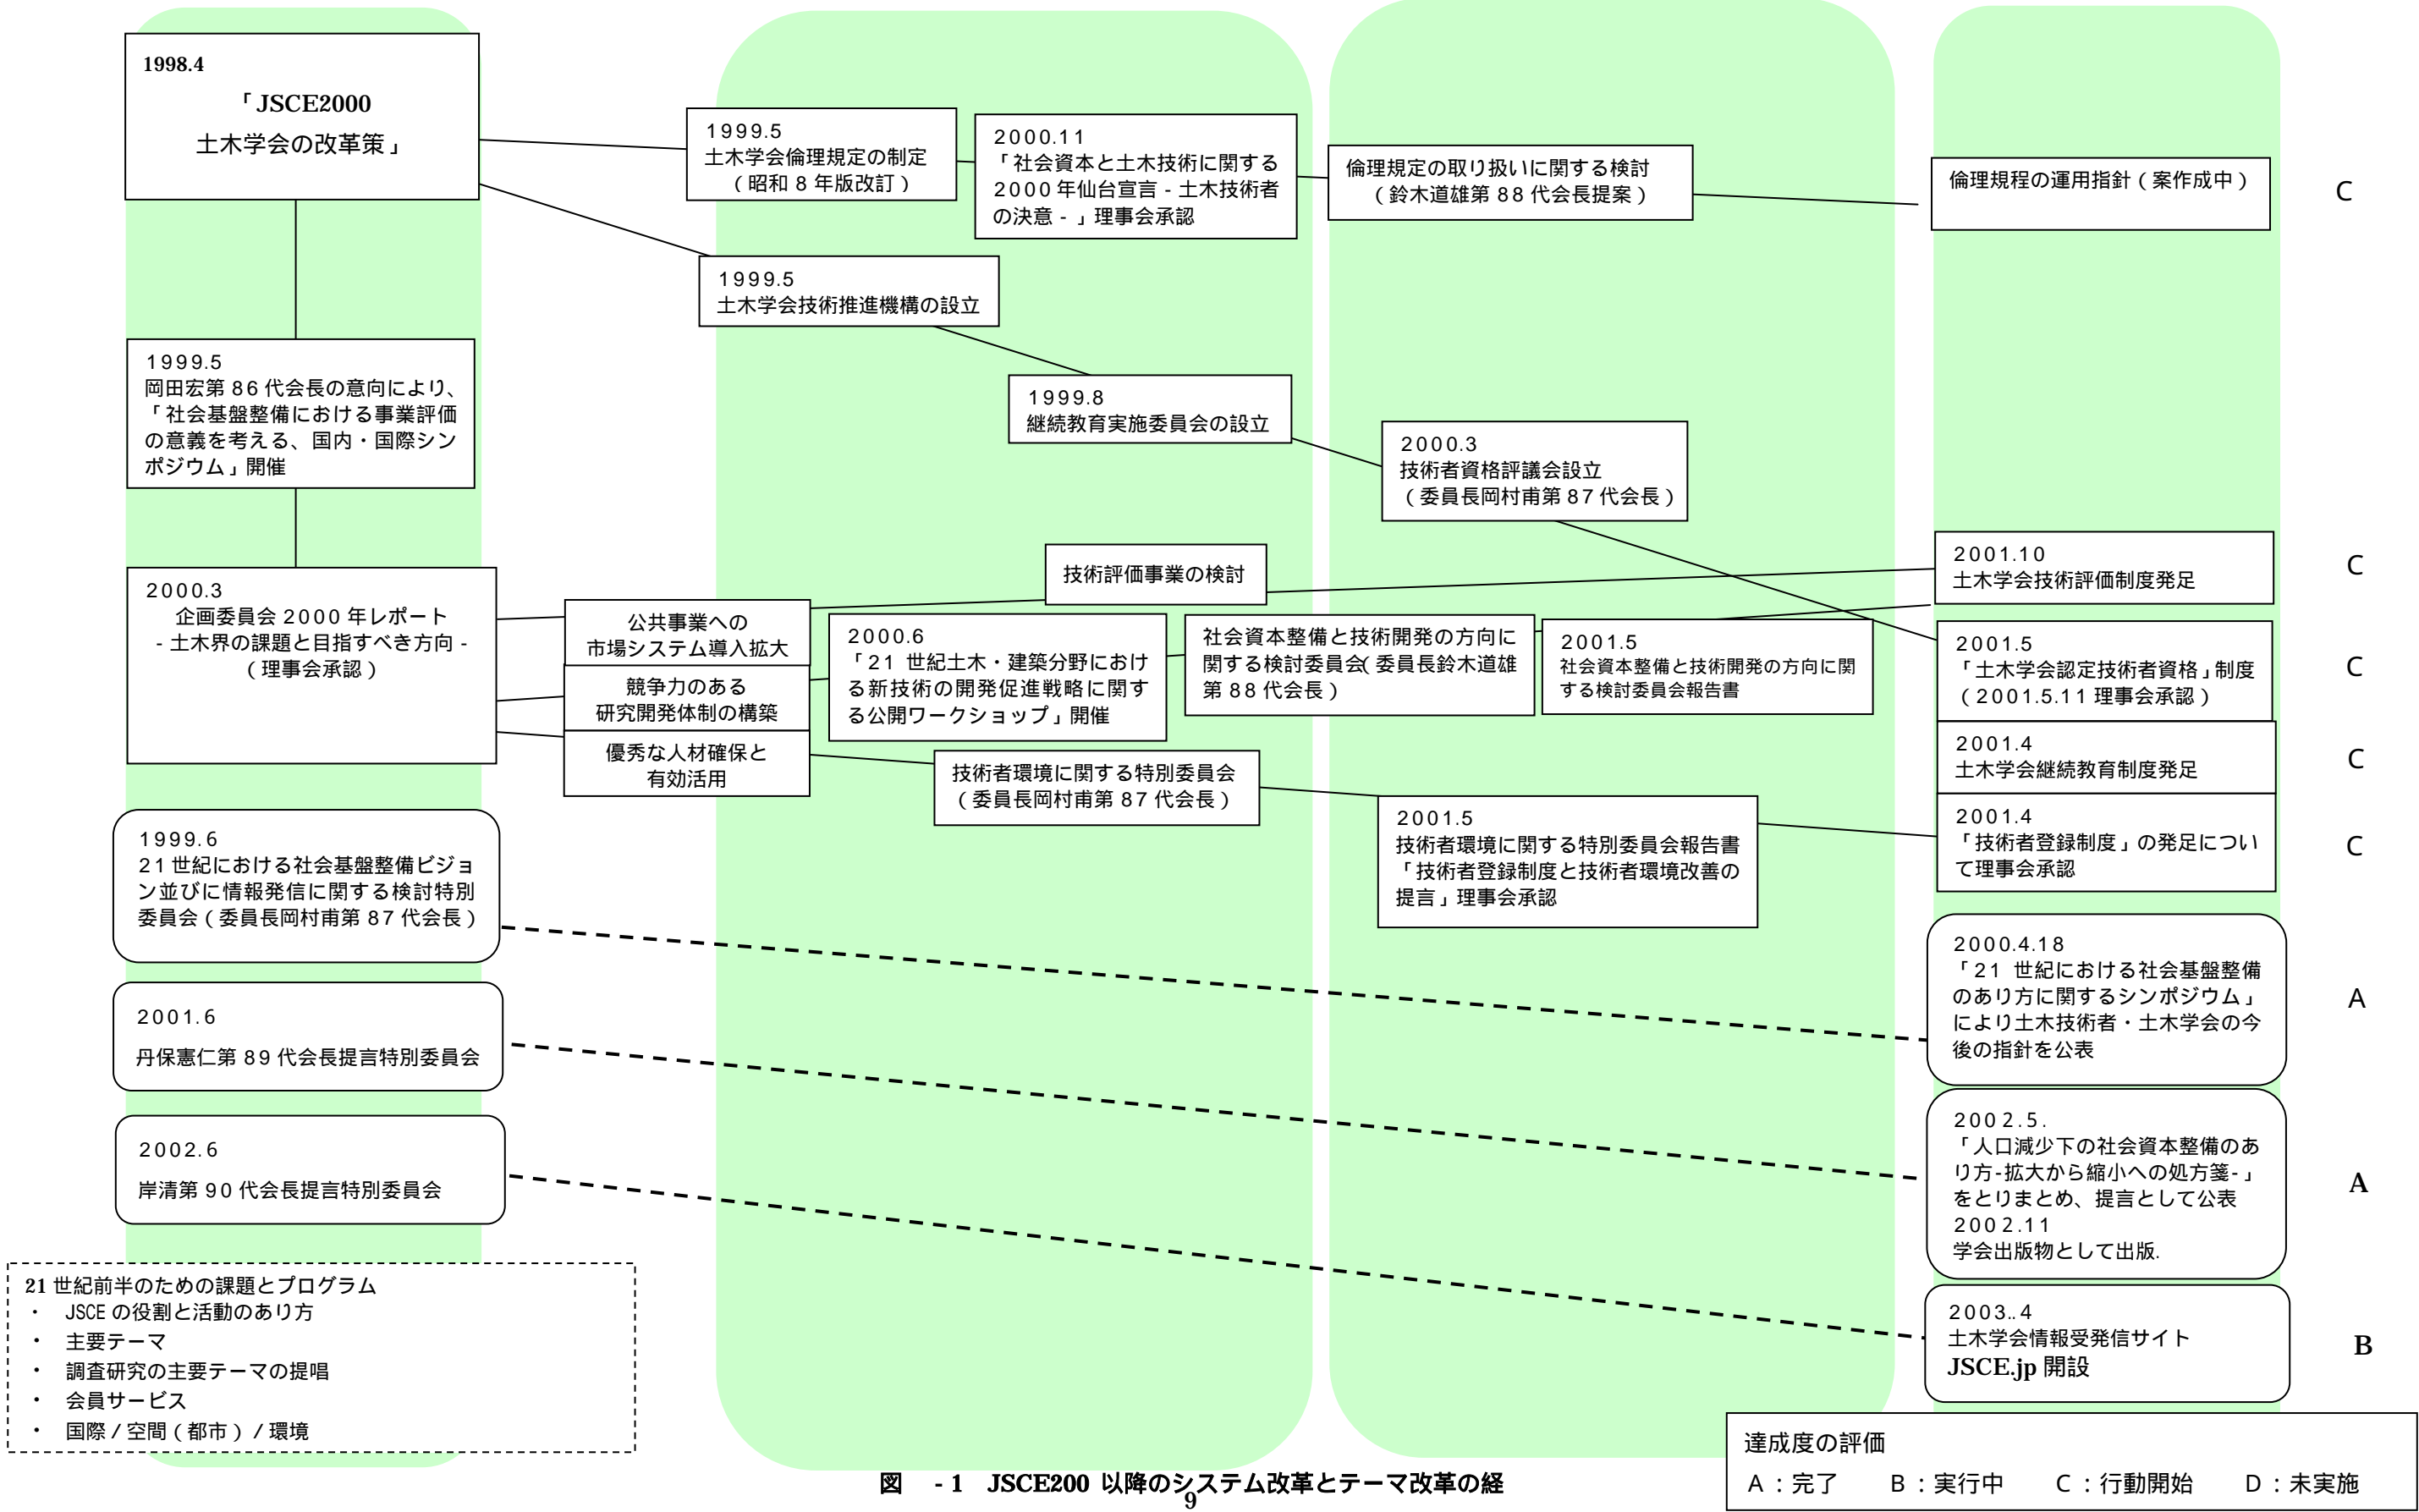 1998.4
「JSCE2000
土木学会の改革策」
1999.5
土木学会倫理規定の制定
（昭和 8 年版改訂）
2000.11
「社会資本と土木技術に関する
2000 年仙台宣言 - 土木技術者
の決意 - 」理事会承認
倫理規定の取り扱いに関する検討
（鈴木道雄第 88 代会長提案）
倫理規程の運用指針（案作成中）
C
1999.5
土木学会技術推進機構の設立
1999.8
継続教育実施委員会の設立
2000.3
技術者資格評議会設立
（委員長岡村甫第 87 代会長）
1999.5
岡田宏第 86 代会長の意向により、
「社会基盤整備における事業評価
の意義を考える、国内・国際シン
ポジウム」開催
2000.3
企画委員会 2000 年レポート
- 土木界の課題と目指すべき方向 -
（理事会承認）
公共事業への
市場システム導入拡大
競争力のある
研究開発体制の構築
優秀な人材確保と
有効活用
技術評価事業の検討
2000.6
「21 世紀土木・建築分野におけ
る新技術の開発促進戦略に関す
る公開ワークショップ」開催
社会資本整備と技術開発の方向に
関する検討委員会（委員長鈴木道雄
第 88 代会長）
2001.5
社会資本整備と技術開発の方向に関
する検討委員会報告書
技術者環境に関する特別委員会
（委員長岡村甫第 87 代会長）
2001.5
技術者環境に関する特別委員会報告書
「技術者登録制度と技術者環境改善の
提言」理事会承認
2001.10
土木学会技術評価制度発足
C
2001.5
「土木学会認定技術者資格」制度
（2001.5.11 理事会承認）
C
2001.4
土木学会継続教育制度発足
C
2001.4
「技術者登録制度」の発足につい
て理事会承認
C
1999.6
21 世紀における社会基盤整備ビジョ
ン並びに情報発信に関する検討特別
委員会（委員長岡村甫第 87 代会長）
2000.4.18
「21 世紀における社会基盤整備
のあり方に関するシンポジウム」
により土木技術者・土木学会の今
後の指針を公表
A
2001.6
丹保憲仁第 89 代会長提言特別委員会
2002.5.
「人口減少下の社会資本整備のあ
り方-拡大から縮小への処方箋-」
をとりまとめ、提言として公表
2002.11
学会出版物として出版.
A
2002.6
岸清第 90 代会長提言特別委員会
2003..4
土木学会情報受発信サイト
JSCE.jp 開設
B
21 世紀前半のための課題とプログラム
・ JSCE の役割と活動のあり方
・ 主要テーマ
・ 調査研究の主要テーマの提唱
・ 会員サービス
・ 国際 / 空間（都市）/ 環境
達成度の評価
A：完了 B：実行中 C：行動開始 D：未実施
図 - 1 JSCE200 以降のシステム改革とテーマ改革の経
9